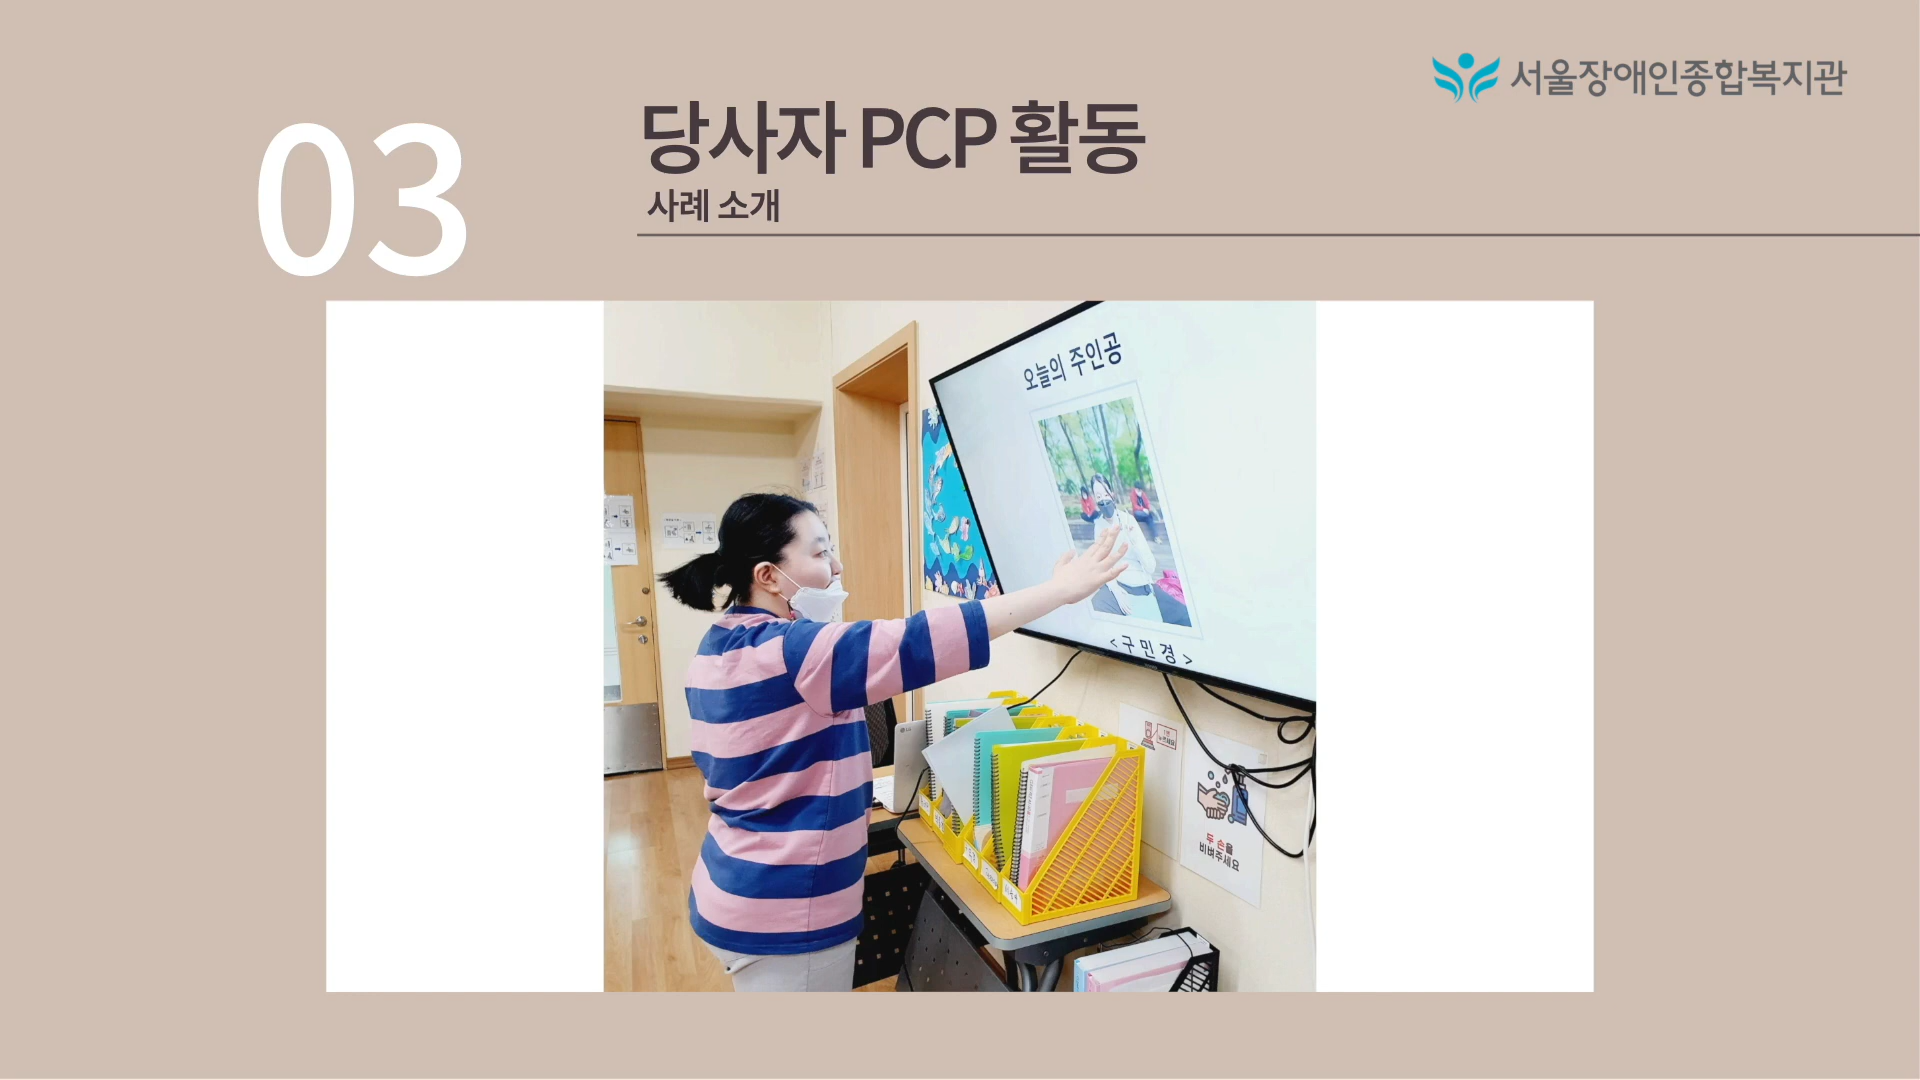 서울장애인종합복지관
03
당사자 PCP 활동
사례 소개
오늘의 주인공
<구민경>
두 손을
비벼주세요